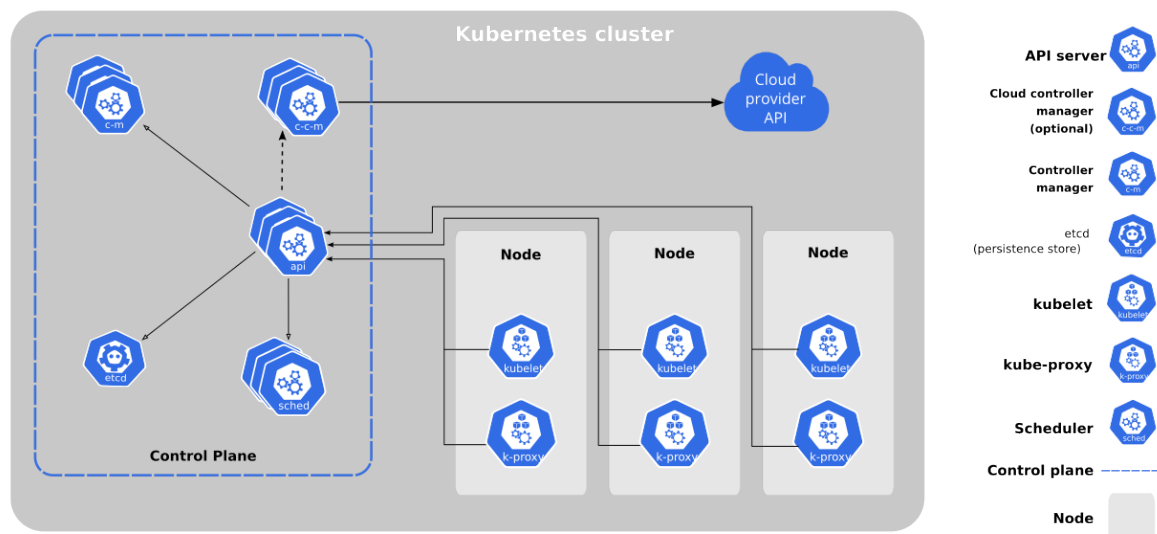 Kubernetes cluster
c-m
c-c-m
Cloud
provider
API
api
etcd
sched
Control Plane
Node
Node
Node
kubelet
kubelet
kubelet
k-proxy
k-proxy
k-proxy
API server
api
Cloud controller
manager
(optional)
c-c-m
Controller
manager
c-m
etcd
(persistence store)
etcd
kubelet
kubelet
kube-proxy
k-proxy
Scheduler
sched
Control plane
Node